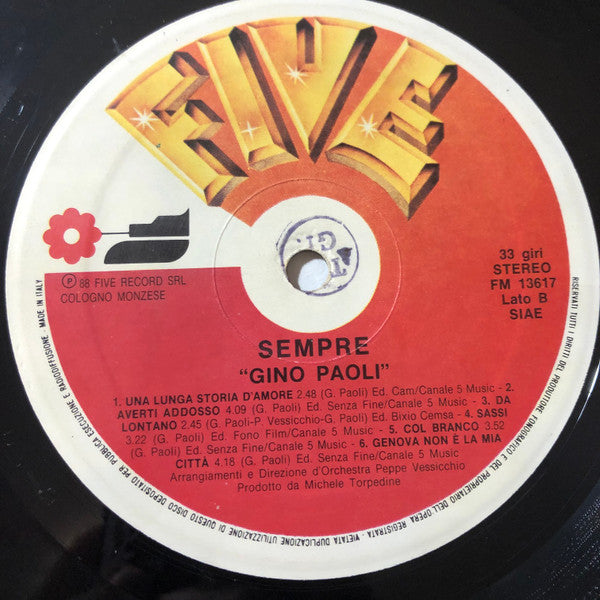 FIVE
℗ 88 FIVE RECORD SRL
COLOGNO MONZESE
33 giri
STEREO
FM 13617
Lato B
SIAE
SEMPRE
"GINO PAOLI"
1. UNA LUNGA STORIA D'AMORE 2.48 (G. Paoli) Ed. Cam/Canale 5 Music - 2.
AVERTI ADDOSSO 4.09 (G. Paoli) Ed. Senza Fine/Canale 5 Music - 3. DA
LONTANO 2.45 (G. Paoli-P. Vessicchio-G. Paoli) Ed. Bixio Cemsa - 4. SASSI
3.22 (G. Paoli) Ed. Fono Film/Canale 5 Music - 5. COL BRANCO 3.52
(G. Paoli) Ed. Senza Fine/Canale 5 Music - 6. GENOVA NON È LA MIA
CITTÀ 4.18 (G. Paoli) Ed. Senza Fine/Canale 5 Music
Arrangiamenti e Direzione d'Orchestra Peppe Vessicchio
Prodotto da Michele Torpedine
RISERVATI TUTTI I DIRITTI DEL PRODUTTORE FONOGRAFICO E DEL PROPRIETARIO DELL'OPERA REGISTRATA - VIETATA DUPLICAZIONE UTILIZZAZIONE DI QUESTO DISCO DEPOSITATO PER PUBBLICA ESECUZIONE E RADIODIFFUSIONE - MADE IN ITALY